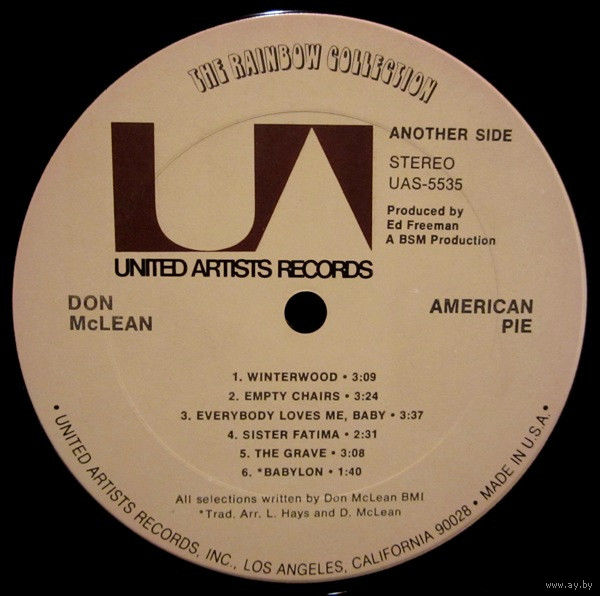 THE RAINBOW COLLECTION
ANOTHER SIDE
STEREO
UAS-5535
Produced by
Ed Freeman
A BSM Production
UNITED ARTISTS RECORDS
DON
McLEAN
AMERICAN
PIE
1. WINTERWOOD • 3:09
2. EMPTY CHAIRS • 3:24
3. EVERYBODY LOVES ME, BABY • 3:37
4. SISTER FATIMA • 2:31
5. THE GRAVE • 3:08
6. *BABYLON • 1:40
All selections written by Don McLean BMI
*Trad. Arr. L. Hays and D. McLean
• UNITED ARTISTS RECORDS, INC., LOS ANGELES, CALIFORNIA 90028 • MADE IN U.S.A. •
www.ay.by